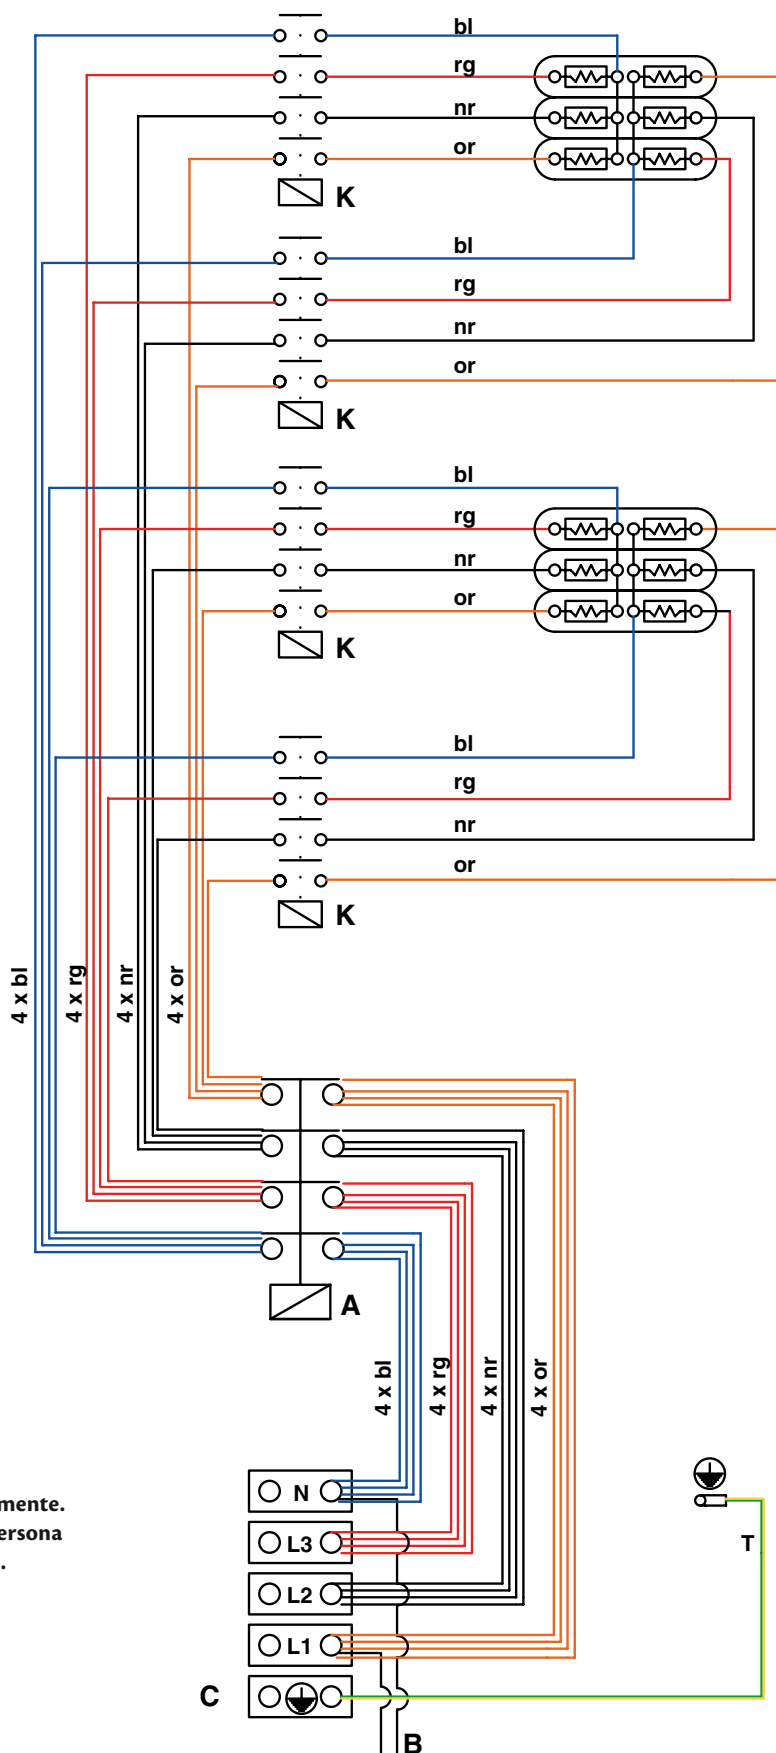 bl
rg
nr
or
K
bl
rg
nr
or
K
bl
rg
nr
or
K
bl
rg
nr
or
K
4 x bl
4 x rg
4 x nr
4 x or
A
4 x bl
4 x rg
4 x nr
4 x or
N
L3
L2
L1
C
B
T
mente.
ersona
.